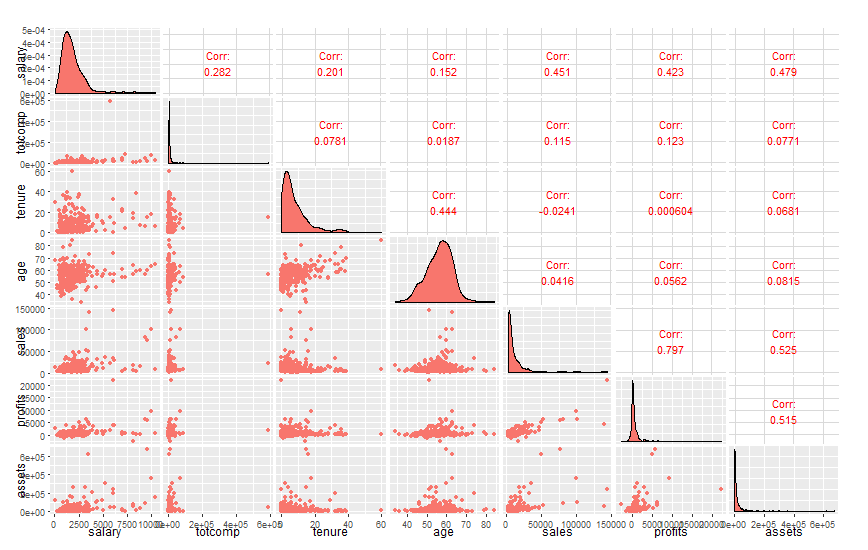 salary
5e-04
4e-04
3e-04
2e-04
1e-04
0e+00
Corr:
0.282
Corr:
0.201
Corr:
0.152
Corr:
0.451
Corr:
0.423
Corr:
0.479
totcomp
6e+05
4e+05
2e+05
0e+00
Corr:
0.0781
Corr:
0.0187
Corr:
0.115
Corr:
0.123
Corr:
0.0771
tenure
60
40
20
0
Corr:
0.444
Corr:
-0.0241
Corr:
0.000604
Corr:
0.0681
age
80
70
60
50
40
Corr:
0.0416
Corr:
0.0562
Corr:
0.0815
sales
150000
100000
50000
0
Corr:
0.797
Corr:
0.525
profits
20000
15000
10000
5000
0
Corr:
0.515
assets
6e+05
4e+05
2e+05
0e+00
0 2500 5000 7500 10000
0e+00 2e+05 4e+05 6e+05
0 20 40 60
40 50 60 70 80
0 50000 100000 150000
0 5000 10000 15000 20000
0e+00 2e+05 4e+05 6e+05
salary totcomp tenure age sales profits assets